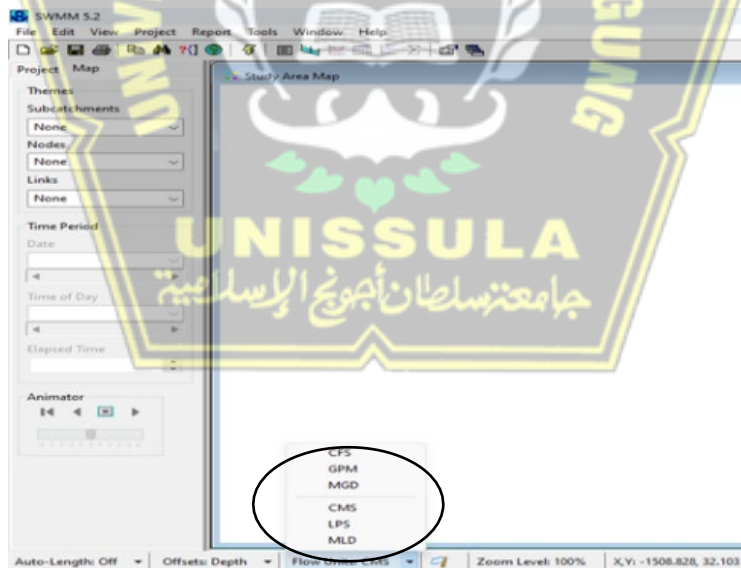 SWMM 5.2
File Edit View Project Report Tools Window Help
Project Map
Study Area Map
Themes
Subcatchments
None
Nodes
None
Links
None
Time Period
Date
Time of Day
Elapsed Time
Animator
UNISSULA
جامعتسلطان أجونج الإسلامية
CFS
GPM
MGD
CMS
LPS
MLD
Auto-Length: Off Offsets: Depth Flow Units: CMS Zoom Level: 100% X,Y: -1508.828, 32.103